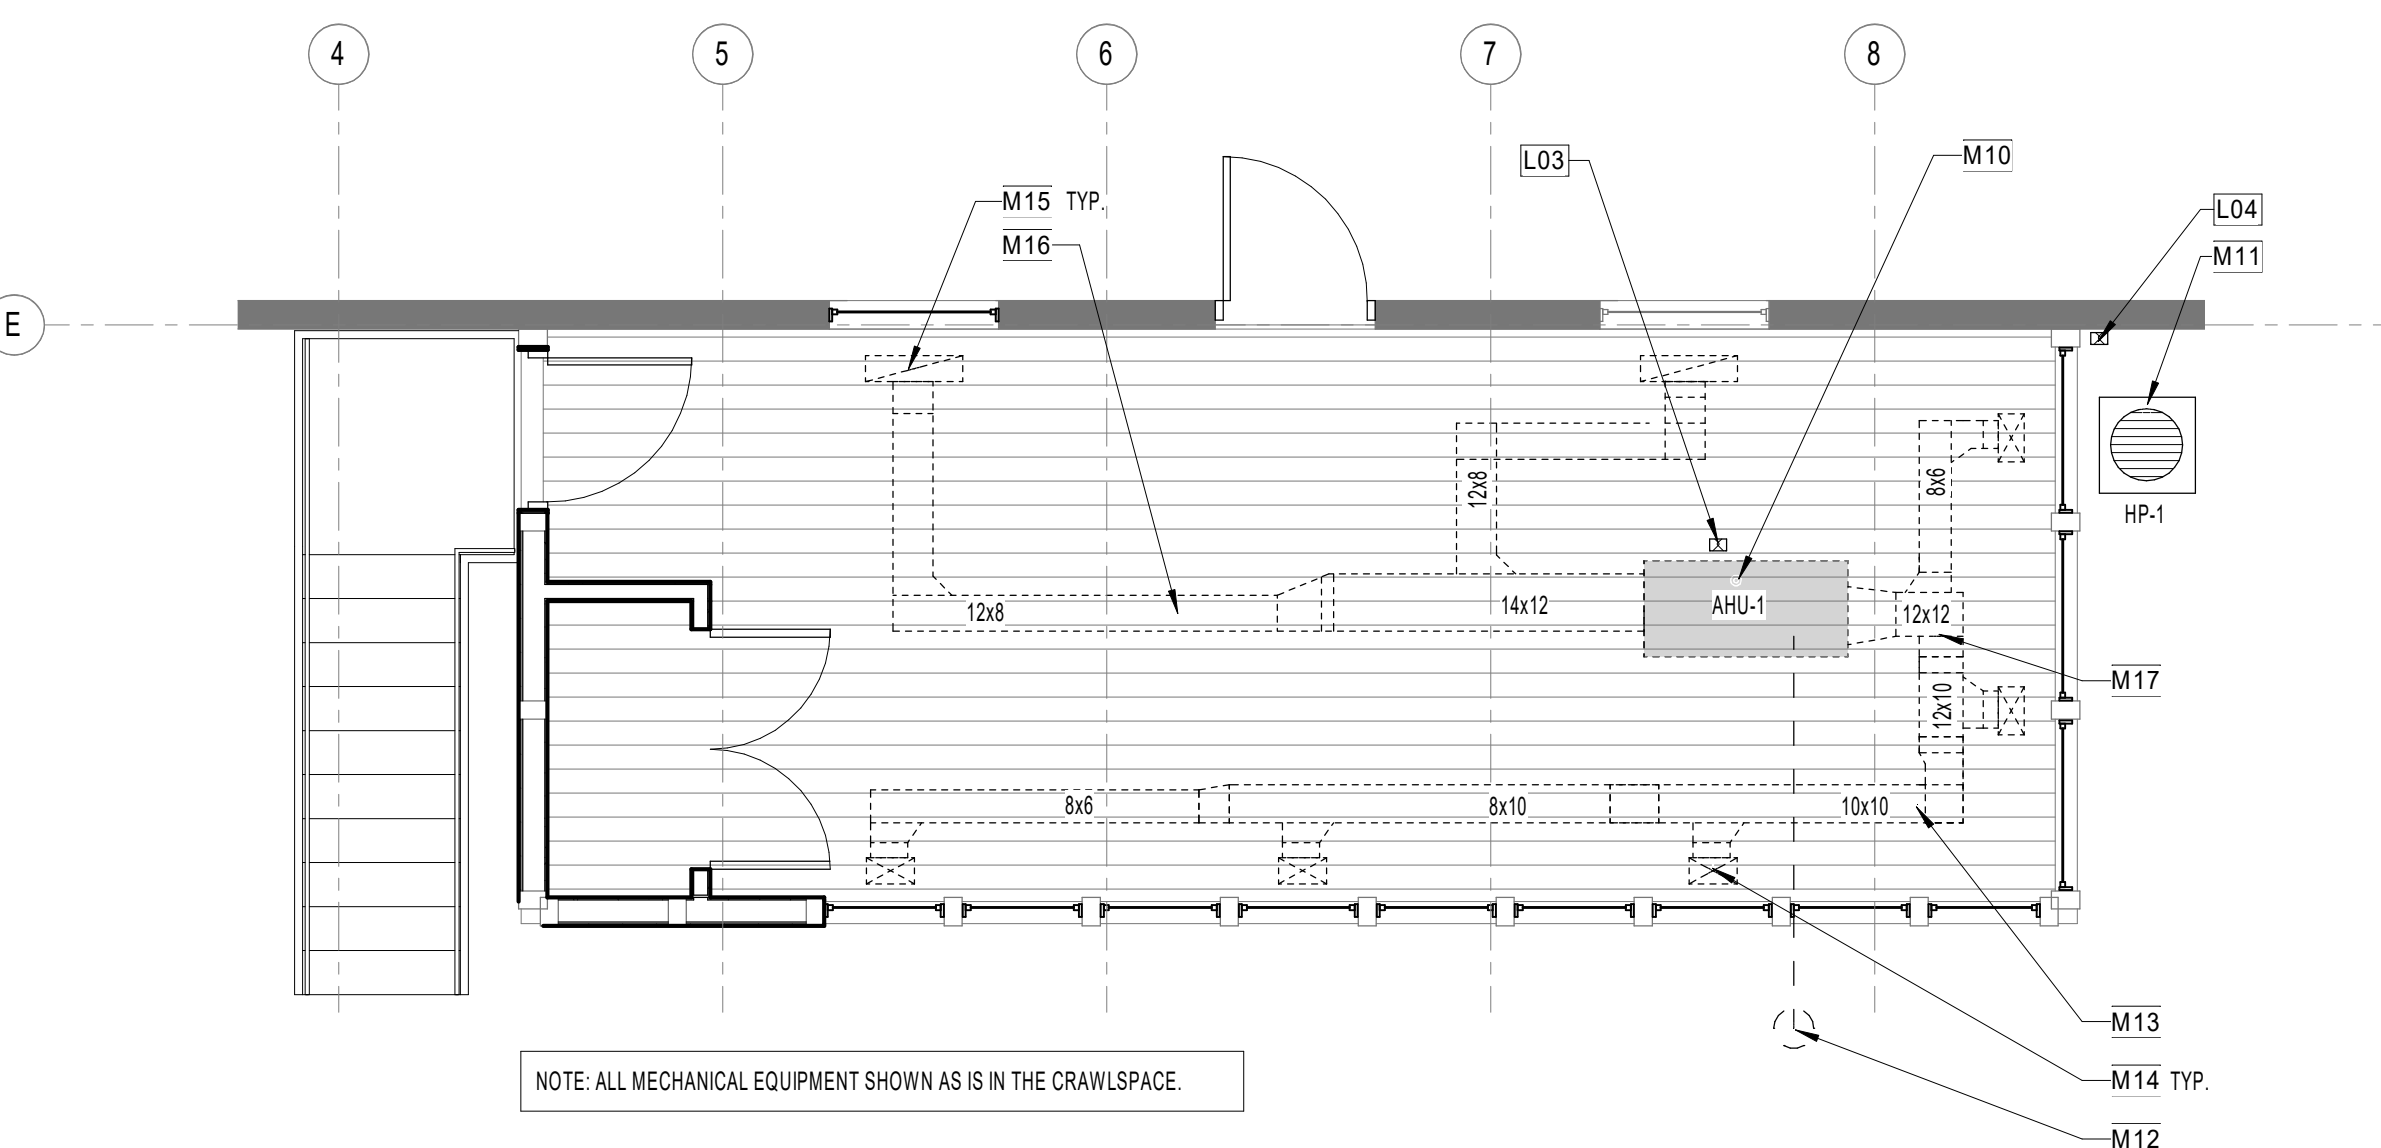 4
5
6
7
8
L03
M10
M15 TYP.
L04
M16
M11
E
12x8
8x6
HP-1
12x8
14x12
AHU-1
12x12
M17
12x10
8x6
8x10
10x10
M13
NOTE: ALL MECHANICAL EQUIPMENT SHOWN AS IS IN THE CRAWLSPACE.
M14 TYP.
M12